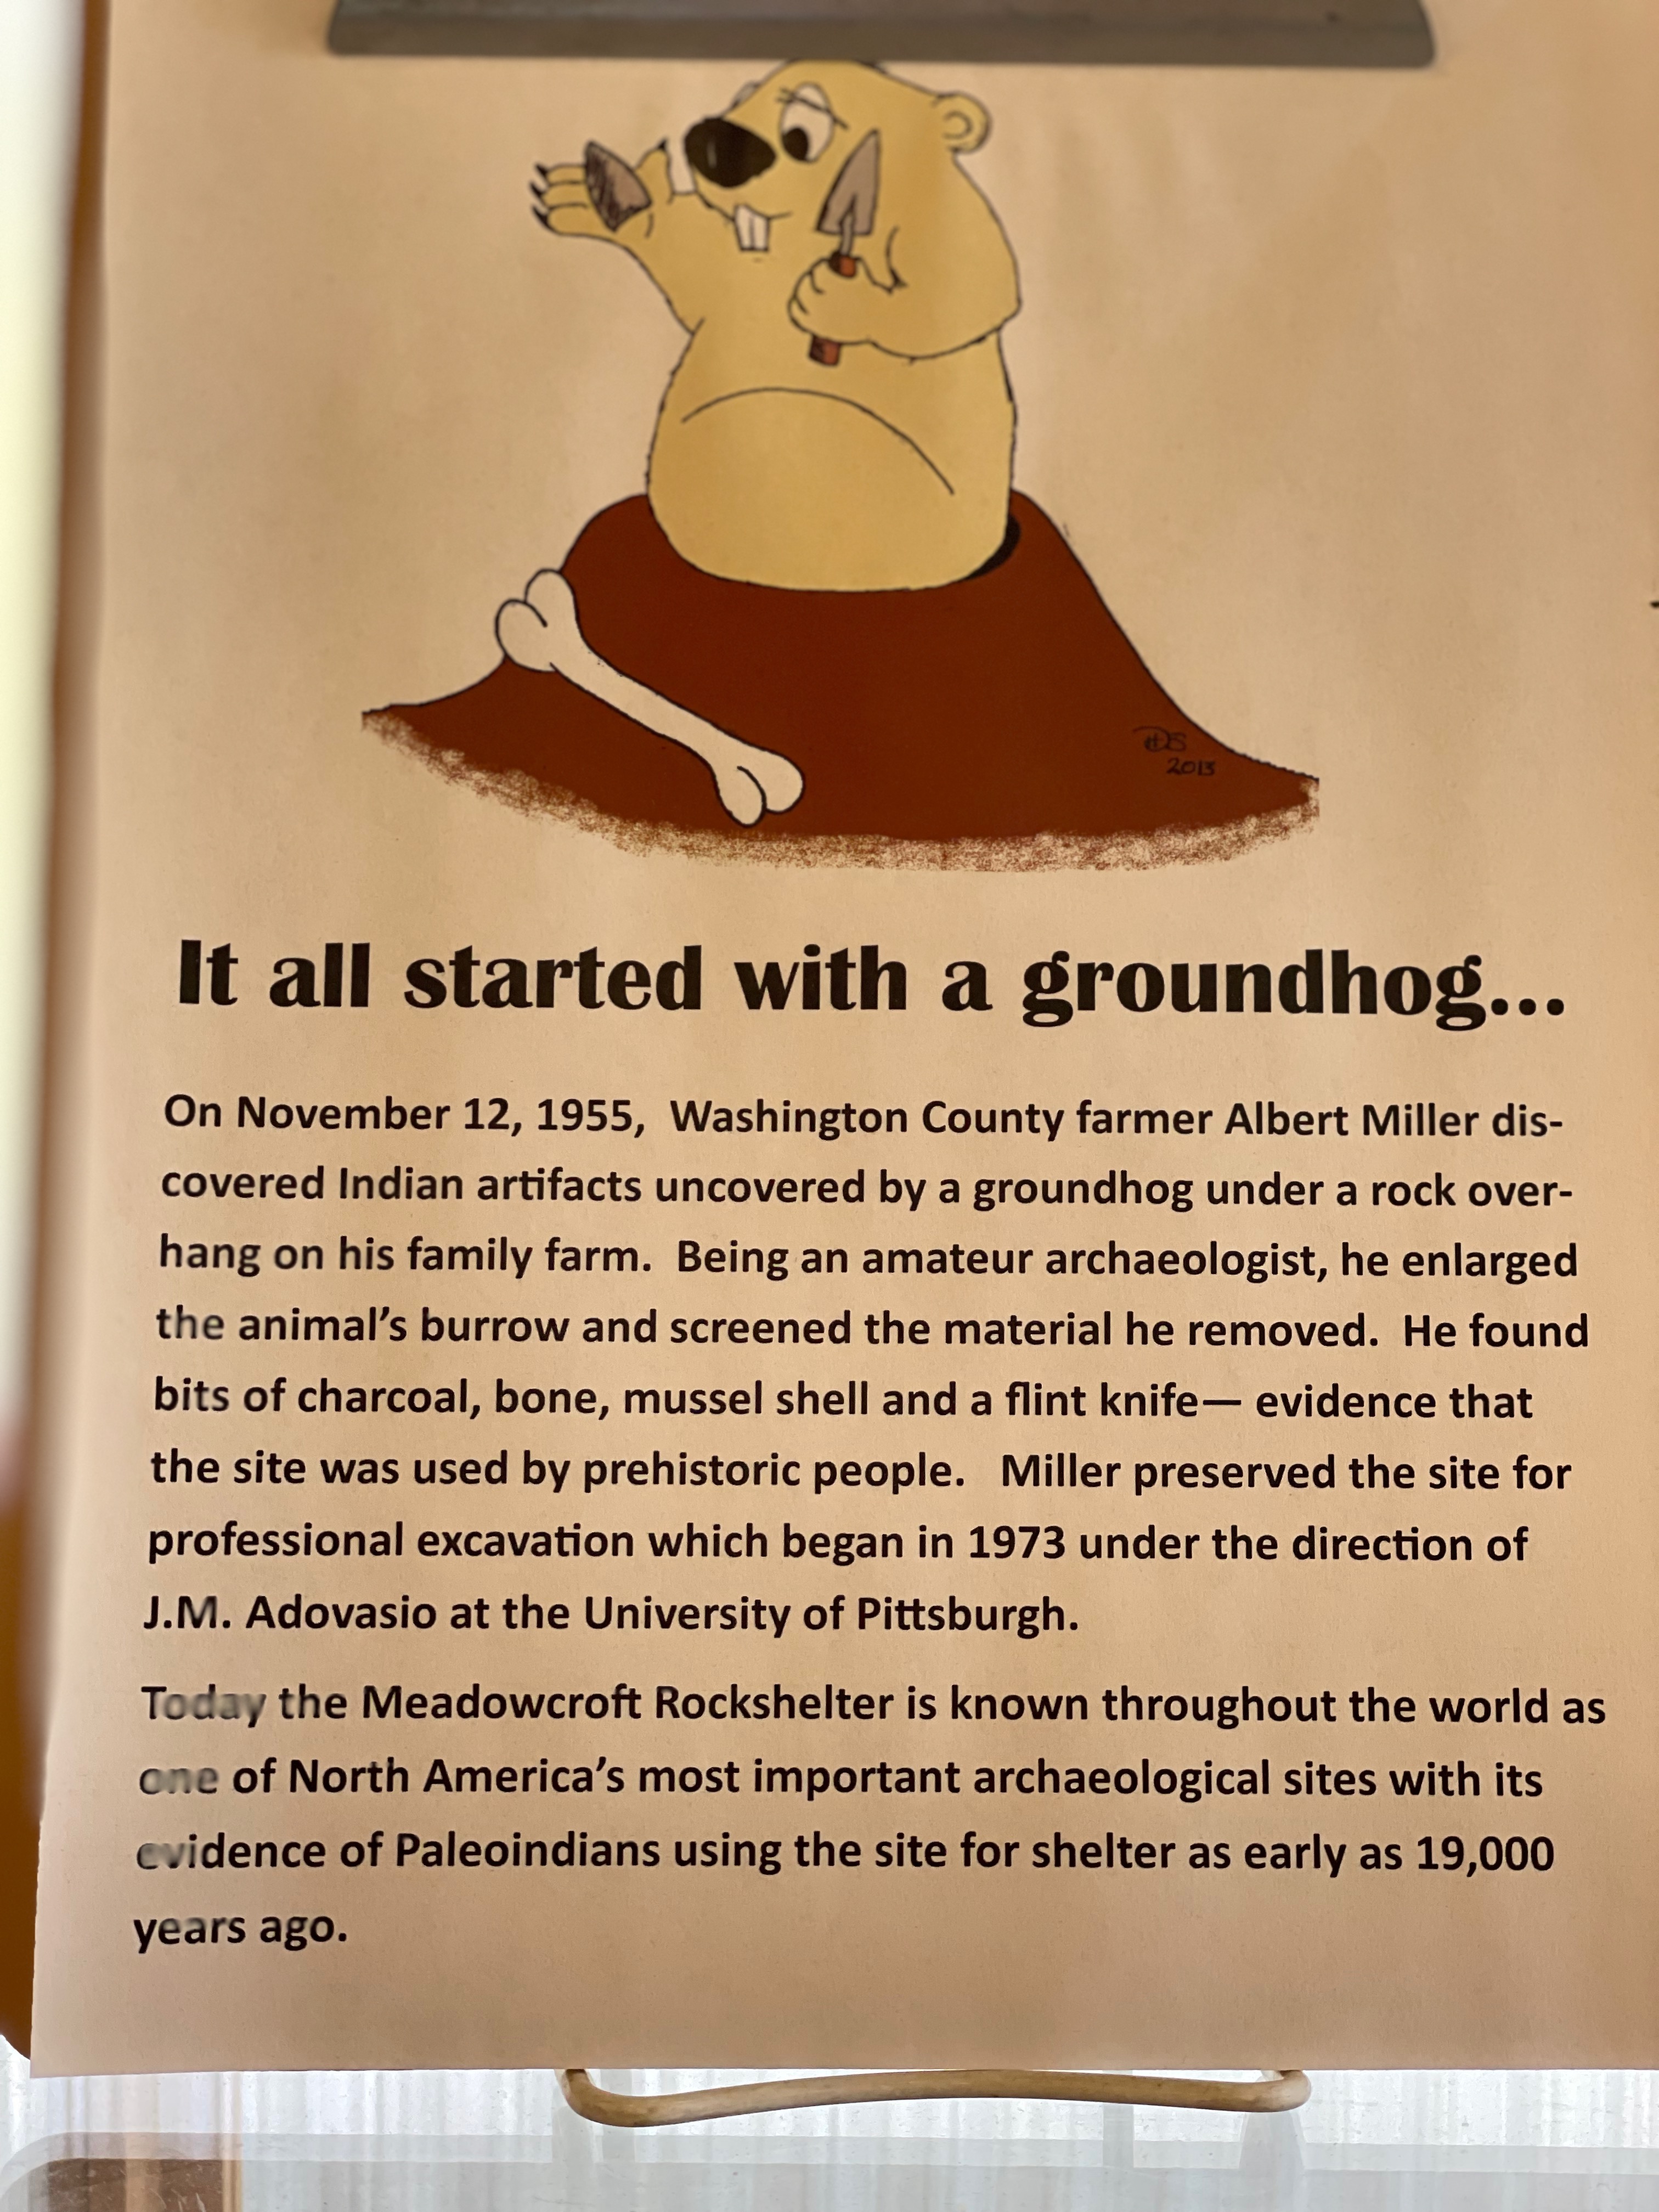 DS
2013
It all started with a groundhog...
On November 12, 1955,  Washington County farmer Albert Miller dis-
covered Indian artifacts uncovered by a groundhog under a rock over-
hang on his family farm.  Being an amateur archaeologist, he enlarged
the animal’s burrow and screened the material he removed.  He found
bits of charcoal, bone, mussel shell and a flint knife— evidence that
the site was used by prehistoric people.   Miller preserved the site for
professional excavation which began in 1973 under the direction of
J.M. Adovasio at the University of Pittsburgh.
Today the Meadowcroft Rockshelter is known throughout the world as
one of North America’s most important archaeological sites with its
evidence of Paleoindians using the site for shelter as early as 19,000
years ago.